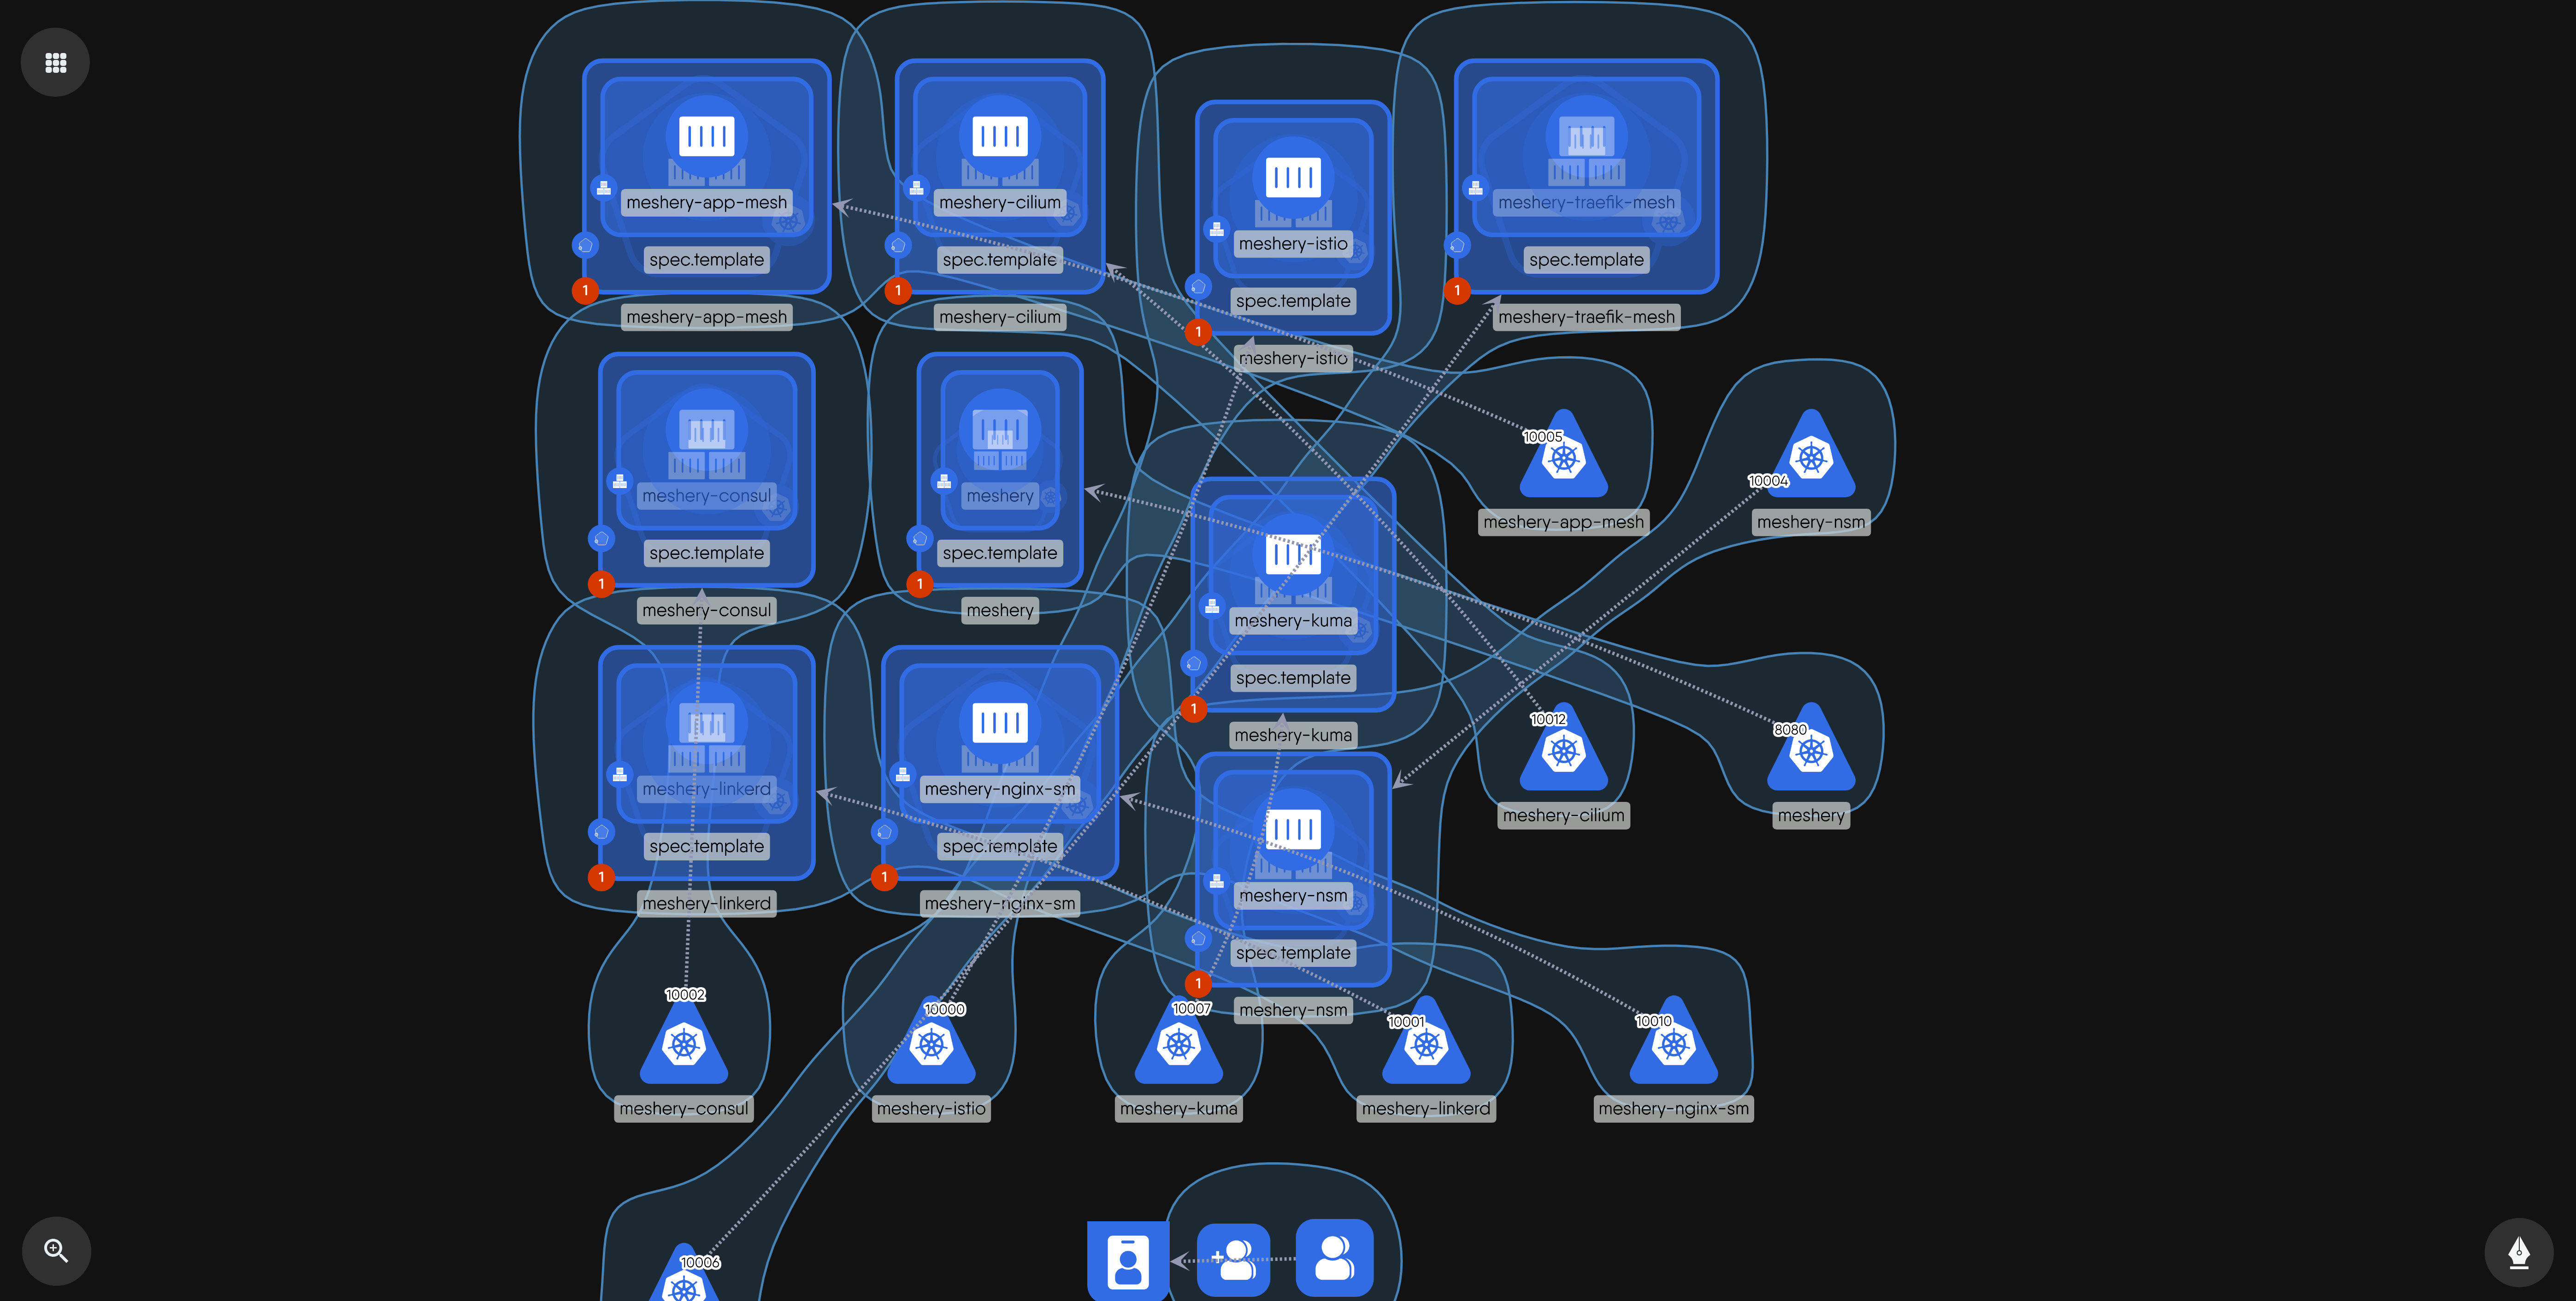 meshery-app-mesh
spec.template
1
meshery-app-mesh
meshery-cilium
spec.template
1
meshery-cilium
meshery-istio
spec.template
1
meshery-istio
meshery-traefik-mesh
spec.template
1
meshery-traefik-mesh
meshery-consul
spec.template
1
meshery-consul
meshery
spec.template
1
meshery
meshery-kuma
spec.template
1
meshery-kuma
10005
meshery-app-mesh
10004
meshery-nsm
meshery-linkerd
spec.template
1
meshery-linkerd
meshery-nginx-sm
spec.template
1
meshery-nginx-sm
meshery-nsm
spec.template
1
meshery-nsm
10012
meshery-cilium
8080
meshery
10002
meshery-consul
10000
meshery-istio
10007
meshery-kuma
10001
meshery-linkerd
10010
meshery-nginx-sm
10006